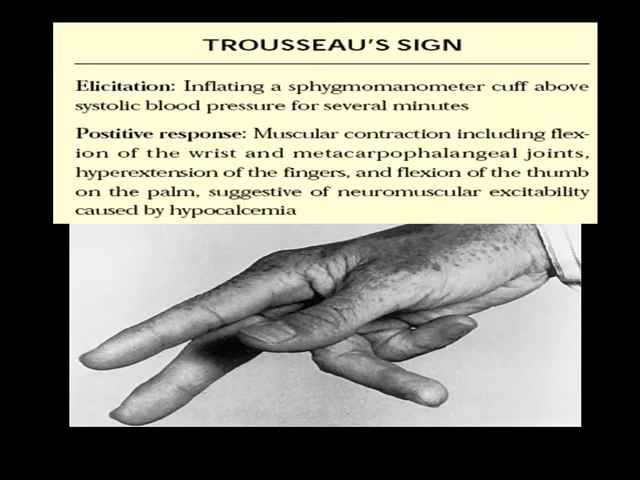 TROUSSEAU'S SIGN
Elicitation: Inflating a sphygmomanometer cuff above
systolic blood pressure for several minutes
Postitive response: Muscular contraction including flex-
ion of the wrist and metacarpophalangeal joints,
hyperextension of the fingers, and flexion of the thumb
on the palm, suggestive of neuromuscular excitability
caused by hypocalcemia